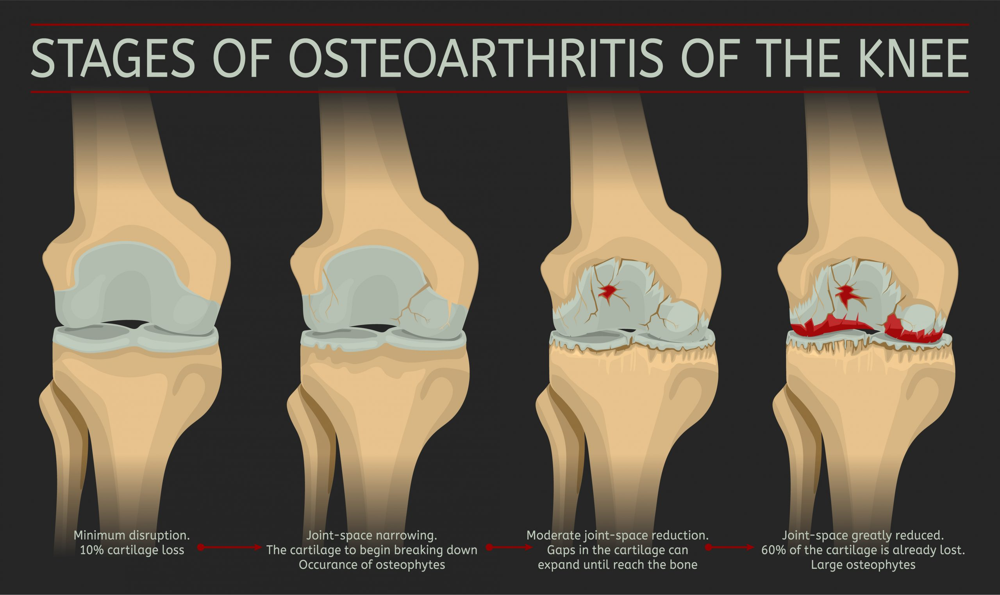 STAGES OF OSTEOARTHRITIS OF THE KNEE
Minimum disruption.
10% cartilage loss
Joint-space narrowing.
The cartilage to begin breaking down
Occurance of osteophytes
Moderate joint-space reduction.
Gaps in the cartilage can
expand until reach the bone
Joint-space greatly reduced.
60% of the cartilage is already lost.
Large osteophytes